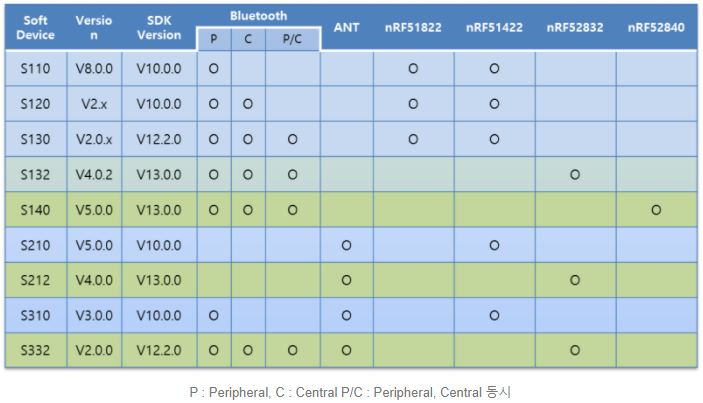 Soft Device Version SDK Version Bluetooth ANT nRF51822 nRF51422 nRF52832 nRF52840
P C P/C
S110 V8.0.0 V10.0.0 O O O
S120 V2.x V10.0.0 O O O O
S130 V2.0.x V12.2.0 O O O O O
S132 V4.0.2 V13.0.0 O O O O
S140 V5.0.0 V13.0.0 O O O O
S210 V5.0.0 V10.0.0 O O
S212 V4.0.0 V13.0.0 O O
S310 V3.0.0 V10.0.0 O O O
S332 V2.0.0 V12.2.0 O O O O O
P : Peripheral, C : Central P/C : Peripheral, Central 동시